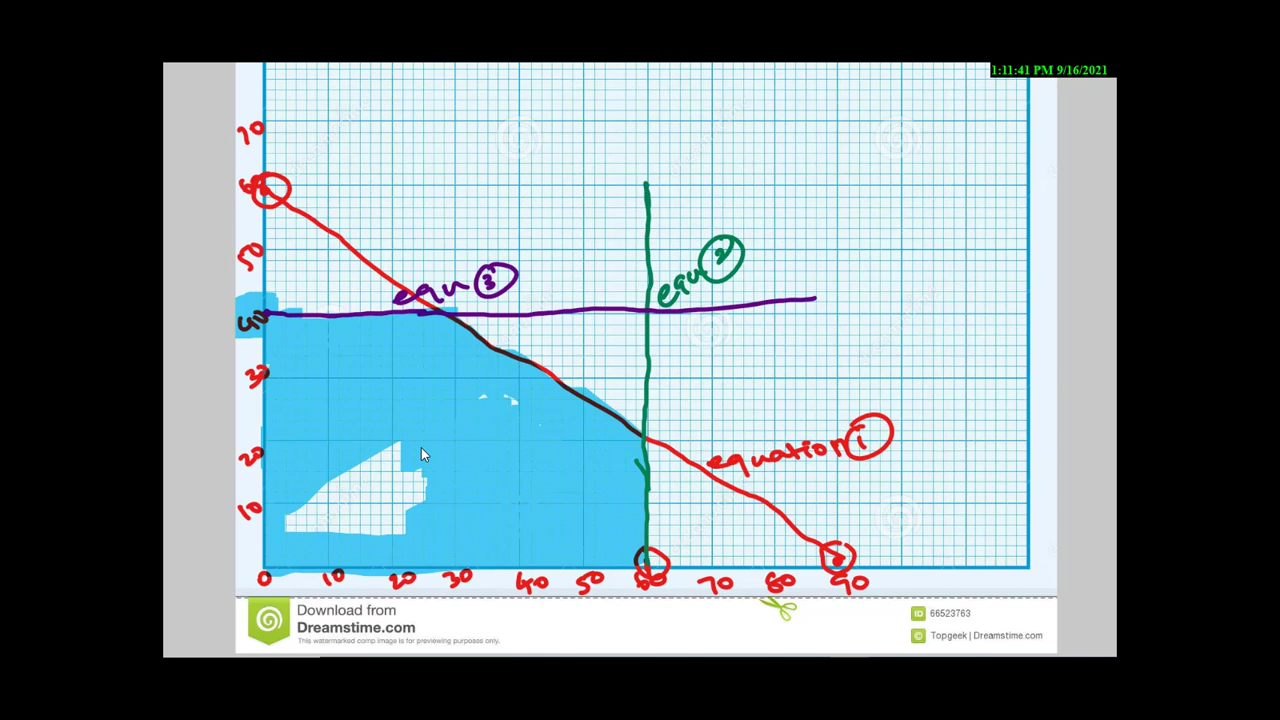 1:11:41 PM 9/16/2021
70
60
50
equ 3
equ 2
40
30
equation 1
20
10
0 10 20 30 40 50 60 70 80 90
Download from
Dreamstime.com
This watermarked comp image is for previewing purposes only.
ID 66523763
© Topgeek | Dreamstime.com